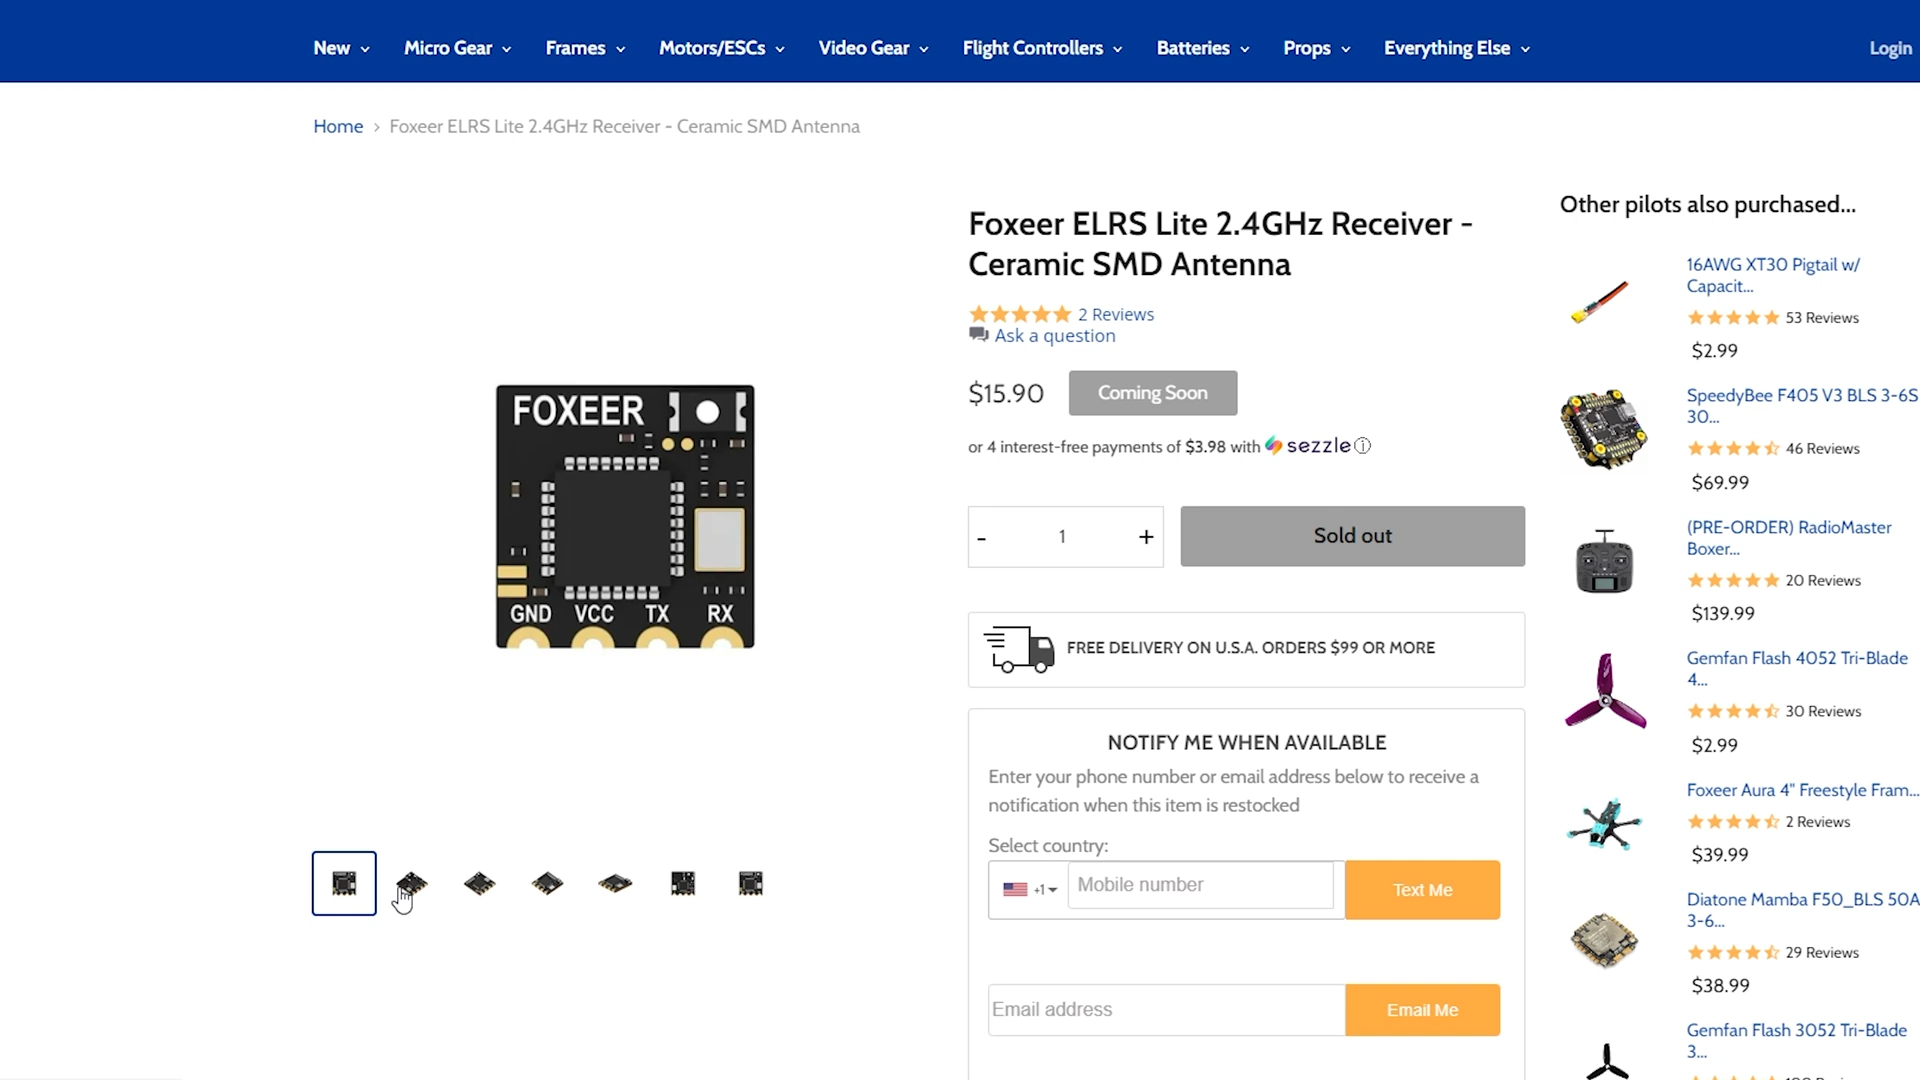 New
Micro Gear
Frames
Motors/ESCs
Video Gear
Flight Controllers
Batteries
Props
Everything Else
Login
Home › Foxeer ELRS Lite 2.4GHz Receiver - Ceramic SMD Antenna
FOXEER
GND VCC TX RX
Foxeer ELRS Lite 2.4GHz Receiver -
Ceramic SMD Antenna
2 Reviews
Ask a question
$15.90
Coming Soon
or 4 interest-free payments of $3.98 with sezzle
- 1 +
Sold out
FREE DELIVERY ON U.S.A. ORDERS $99 OR MORE
NOTIFY ME WHEN AVAILABLE
Enter your phone number or email address below to receive a
notification when this item is restocked
Select country:
+1
Mobile number
Text Me
Email address
Email Me
Other pilots also purchased...
16AWG XT30 Pigtail w/
Capacit...
53 Reviews
$2.99
SpeedyBee F405 V3 BLS 3-6S
30...
46 Reviews
$69.99
(PRE-ORDER) RadioMaster
Boxer...
20 Reviews
$139.99
Gemfan Flash 4052 Tri-Blade
4...
30 Reviews
$2.99
Foxeer Aura 4" Freestyle Fram...
2 Reviews
$39.99
Diatone Mamba F50_BLS 50A
3-6...
29 Reviews
$38.99
Gemfan Flash 3052 Tri-Blade
3...